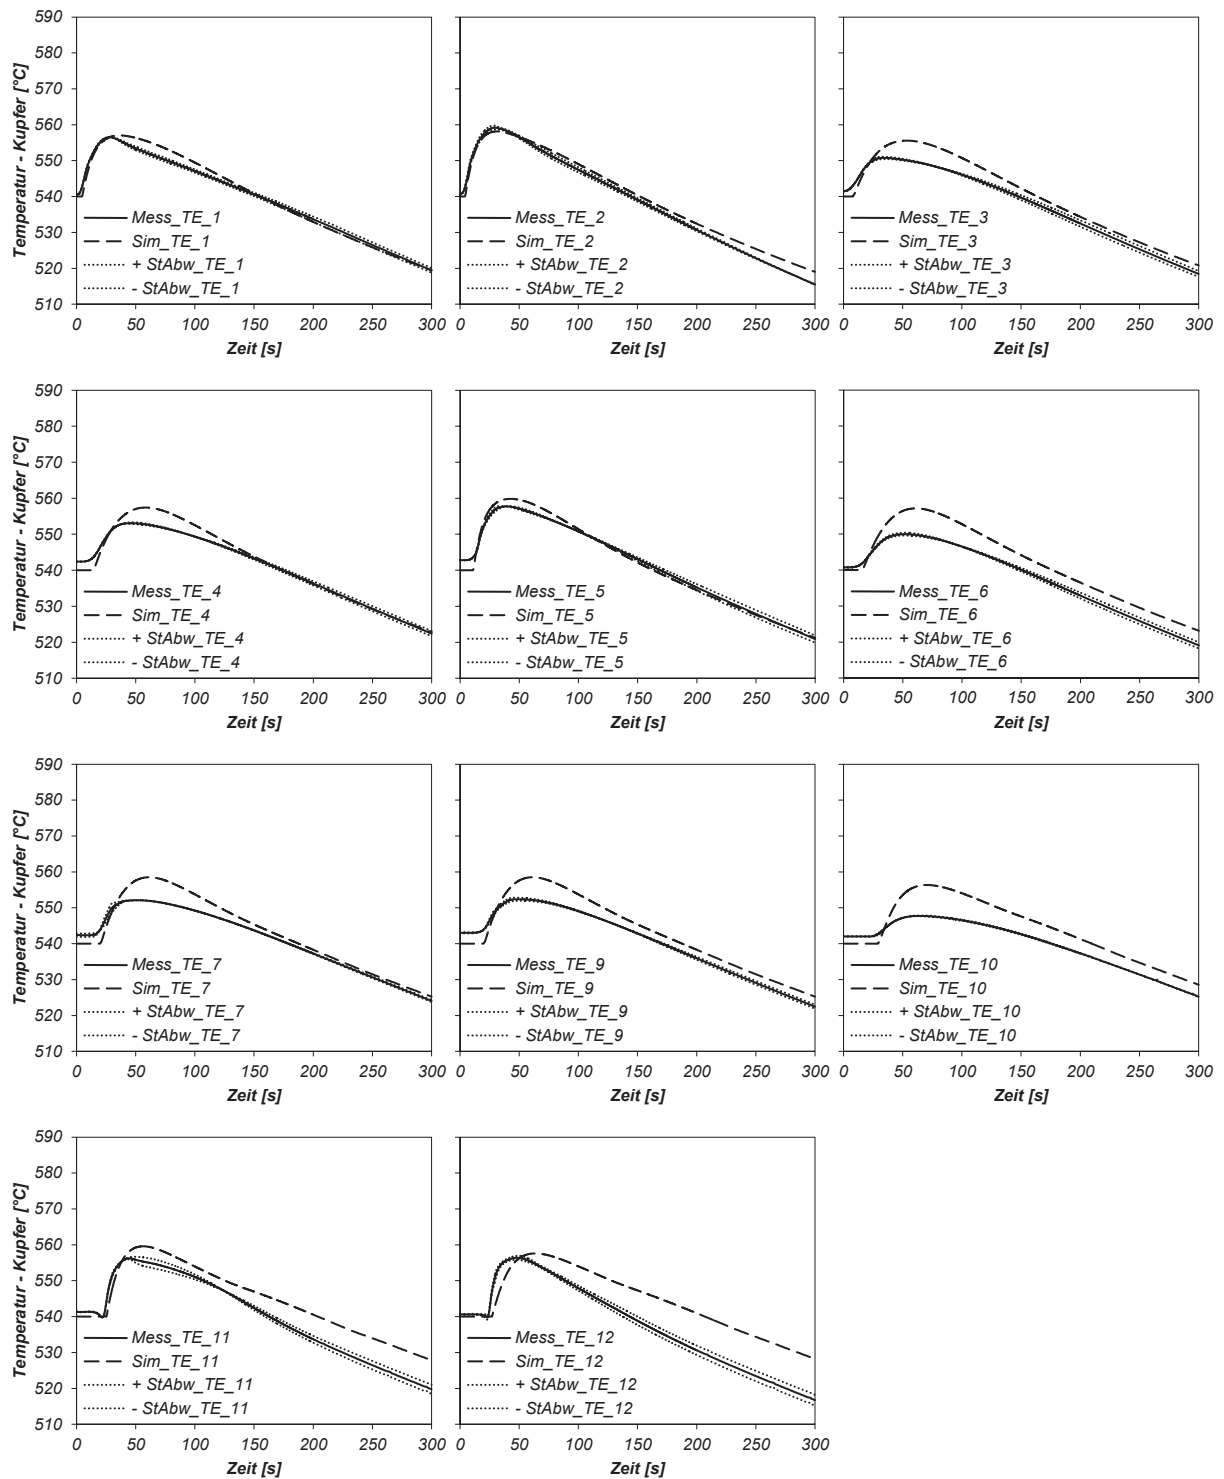 590
580
570
560
550
540
530
520
510
Temperatur - Kupfer [°C]
Mess_TE_1
Sim_TE_1
+ StAbw_TE_1
- StAbw_TE_1
0 50 100 150 200 250 300
Zeit [s]
Mess_TE_2
Sim_TE_2
+ StAbw_TE_2
- StAbw_TE_2
0 50 100 150 200 250 300
Zeit [s]
Mess_TE_3
Sim_TE_3
+ StAbw_TE_3
- StAbw_TE_3
0 50 100 150 200 250 300
Zeit [s]
590
580
570
560
550
540
530
520
510
Temperatur - Kupfer [°C]
Mess_TE_4
Sim_TE_4
+ StAbw_TE_4
- StAbw_TE_4
0 50 100 150 200 250 300
Zeit [s]
Mess_TE_5
Sim_TE_5
+ StAbw_TE_5
- StAbw_TE_5
0 50 100 150 200 250 300
Zeit [s]
Mess_TE_6
Sim_TE_6
+ StAbw_TE_6
- StAbw_TE_6
0 50 100 150 200 250 300
Zeit [s]
590
580
570
560
550
540
530
520
510
Temperatur - Kupfer [°C]
Mess_TE_7
Sim_TE_7
+ StAbw_TE_7
- StAbw_TE_7
0 50 100 150 200 250 300
Zeit [s]
Mess_TE_9
Sim_TE_9
+ StAbw_TE_9
- StAbw_TE_9
0 50 100 150 200 250 300
Zeit [s]
Mess_TE_10
Sim_TE_10
+ StAbw_TE_10
- StAbw_TE_10
0 50 100 150 200 250 300
Zeit [s]
590
580
570
560
550
540
530
520
510
Temperatur - Kupfer [°C]
Mess_TE_11
Sim_TE_11
+ StAbw_TE_11
- StAbw_TE_11
0 50 100 150 200 250 300
Zeit [s]
Mess_TE_12
Sim_TE_12
+ StAbw_TE_12
- StAbw_TE_12
0 50 100 150 200 250 300
Zeit [s]